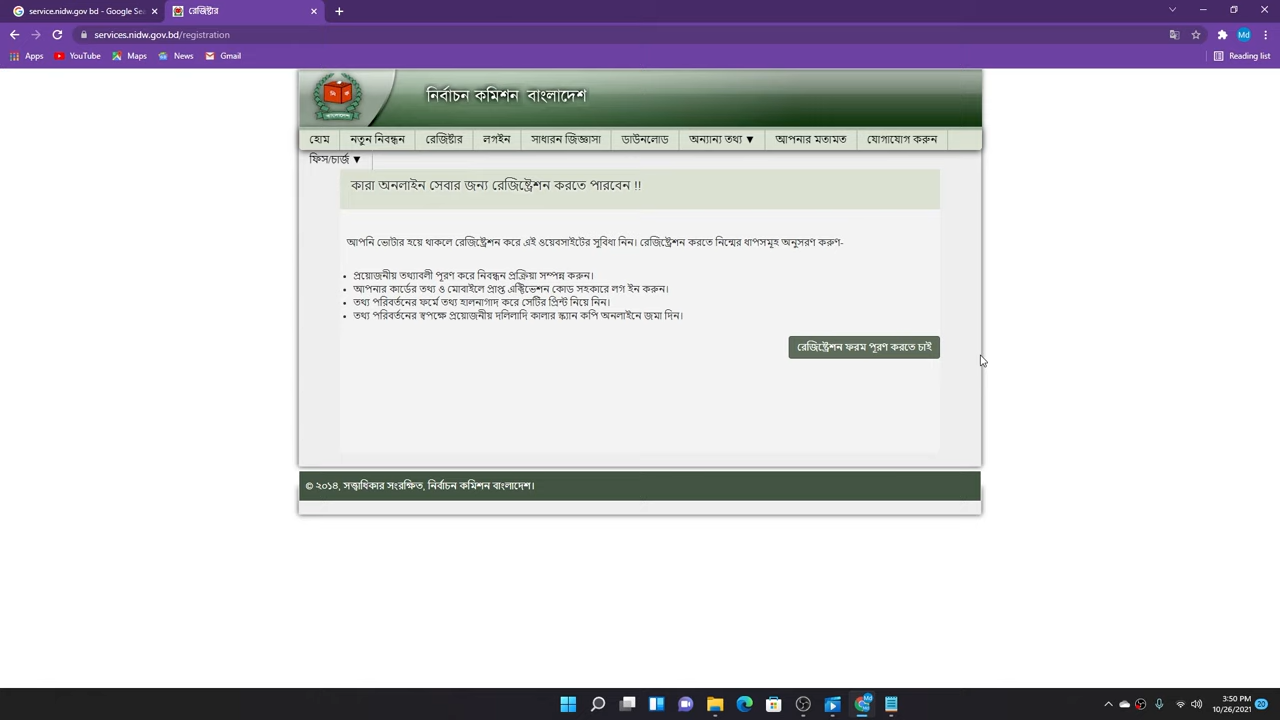 service.nidw.gov bd - Google Se
রেজিষ্টার
services.nidw.gov.bd/registration
Md
Apps
YouTube
Maps
News
Gmail
Reading list
নির্বাচন কমিশন বাংলাদেশ
হোম
নতুন নিবন্ধন
রেজিষ্টার
লগইন
সাধারন জিজ্ঞাসা
ডাউনলোড
অন্যান্য তথ্য ▼
আপনার মতামত
যোগাযোগ করুন
ফিস/চার্জ ▼
কারা অনলাইন সেবার জন্য রেজিষ্ট্রেশন করতে পারবেন !!
আপনি ভোটার হয়ে থাকলে রেজিষ্ট্রেশন করে এই ওয়েবসাইটের সুবিধা নিন। রেজিষ্ট্রেশন করতে নিম্মের ধাপসমূহ অনুসরণ করুণ-
প্রয়োজনীয় তথ্যাবলী পূরণ করে নিবন্ধন প্রক্রিয়া সম্পন্ন করুন।
আপনার কার্ডের তথ্য ও মোবাইলে প্রাপ্ত এক্টিভেশন কোড সহকারে লগ ইন করুন।
তথ্য পরিবর্তনের ফর্মে তথ্য হালনাগাদ করে সেটির প্রিন্ট নিয়ে নিন।
তথ্য পরিবর্তনের স্বপক্ষে প্রয়োজনীয় দলিলাদি কালার স্ক্যান কপি অনলাইনে জমা দিন।
রেজিষ্ট্রেশন ফরম পূরণ করতে চাই
© ২০১৪, সত্ত্বাধিকার সংরক্ষিত, নির্বাচন কমিশন বাংলাদেশ।
3:50 PM
10/26/2021
20